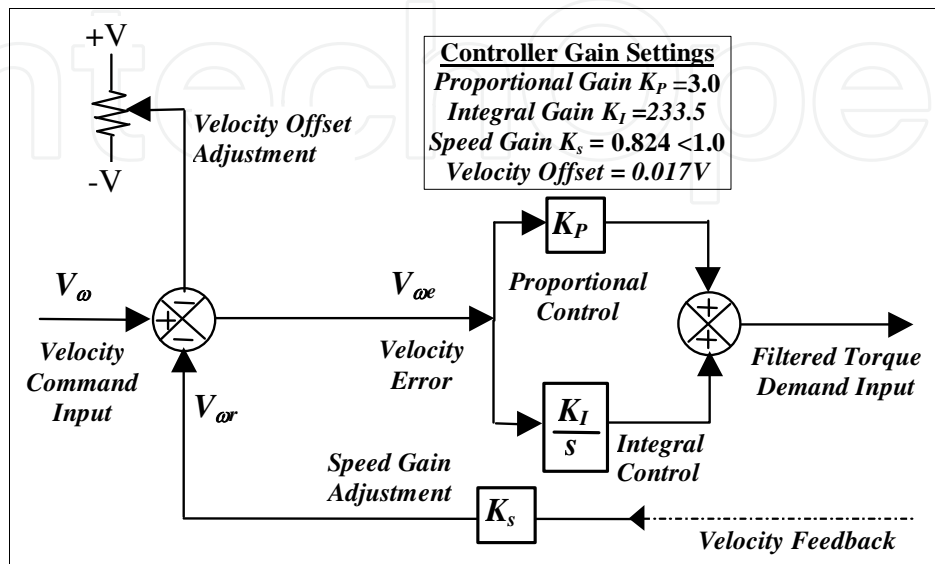 ntechOpe
+V
-V
Velocity Offset
Adjustment
Controller Gain Settings
Proportional Gain K_P =3.0
Integral Gain K_I =233.5
Speed Gain K_s = 0.824 <1.0
Velocity Offset = 0.017V
V_ω
Velocity
Command
Input
V_ωe
Velocity
Error
K_P
Proportional
Control
K_I
s
Integral
Control
+
+
Filtered Torque
Demand Input
−
+
−
V_ωr
Speed Gain
Adjustment
K_s
Velocity Feedback